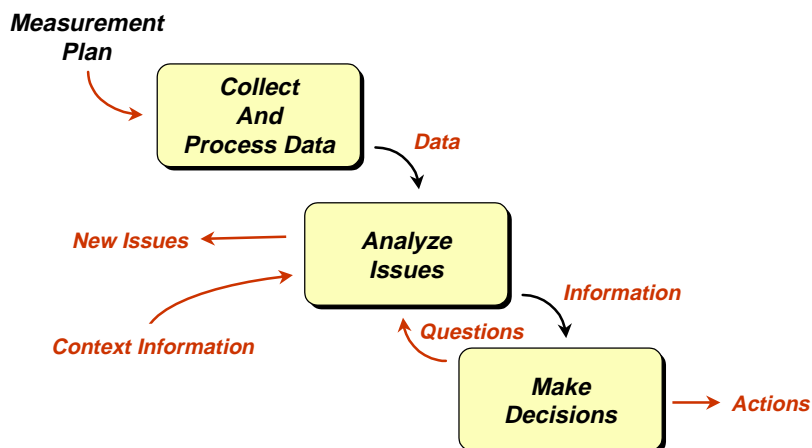 Measurement
Plan
Collect
And
Process Data
Data
New Issues
Analyze
Issues
Information
Context Information
Questions
Make
Decisions
Actions